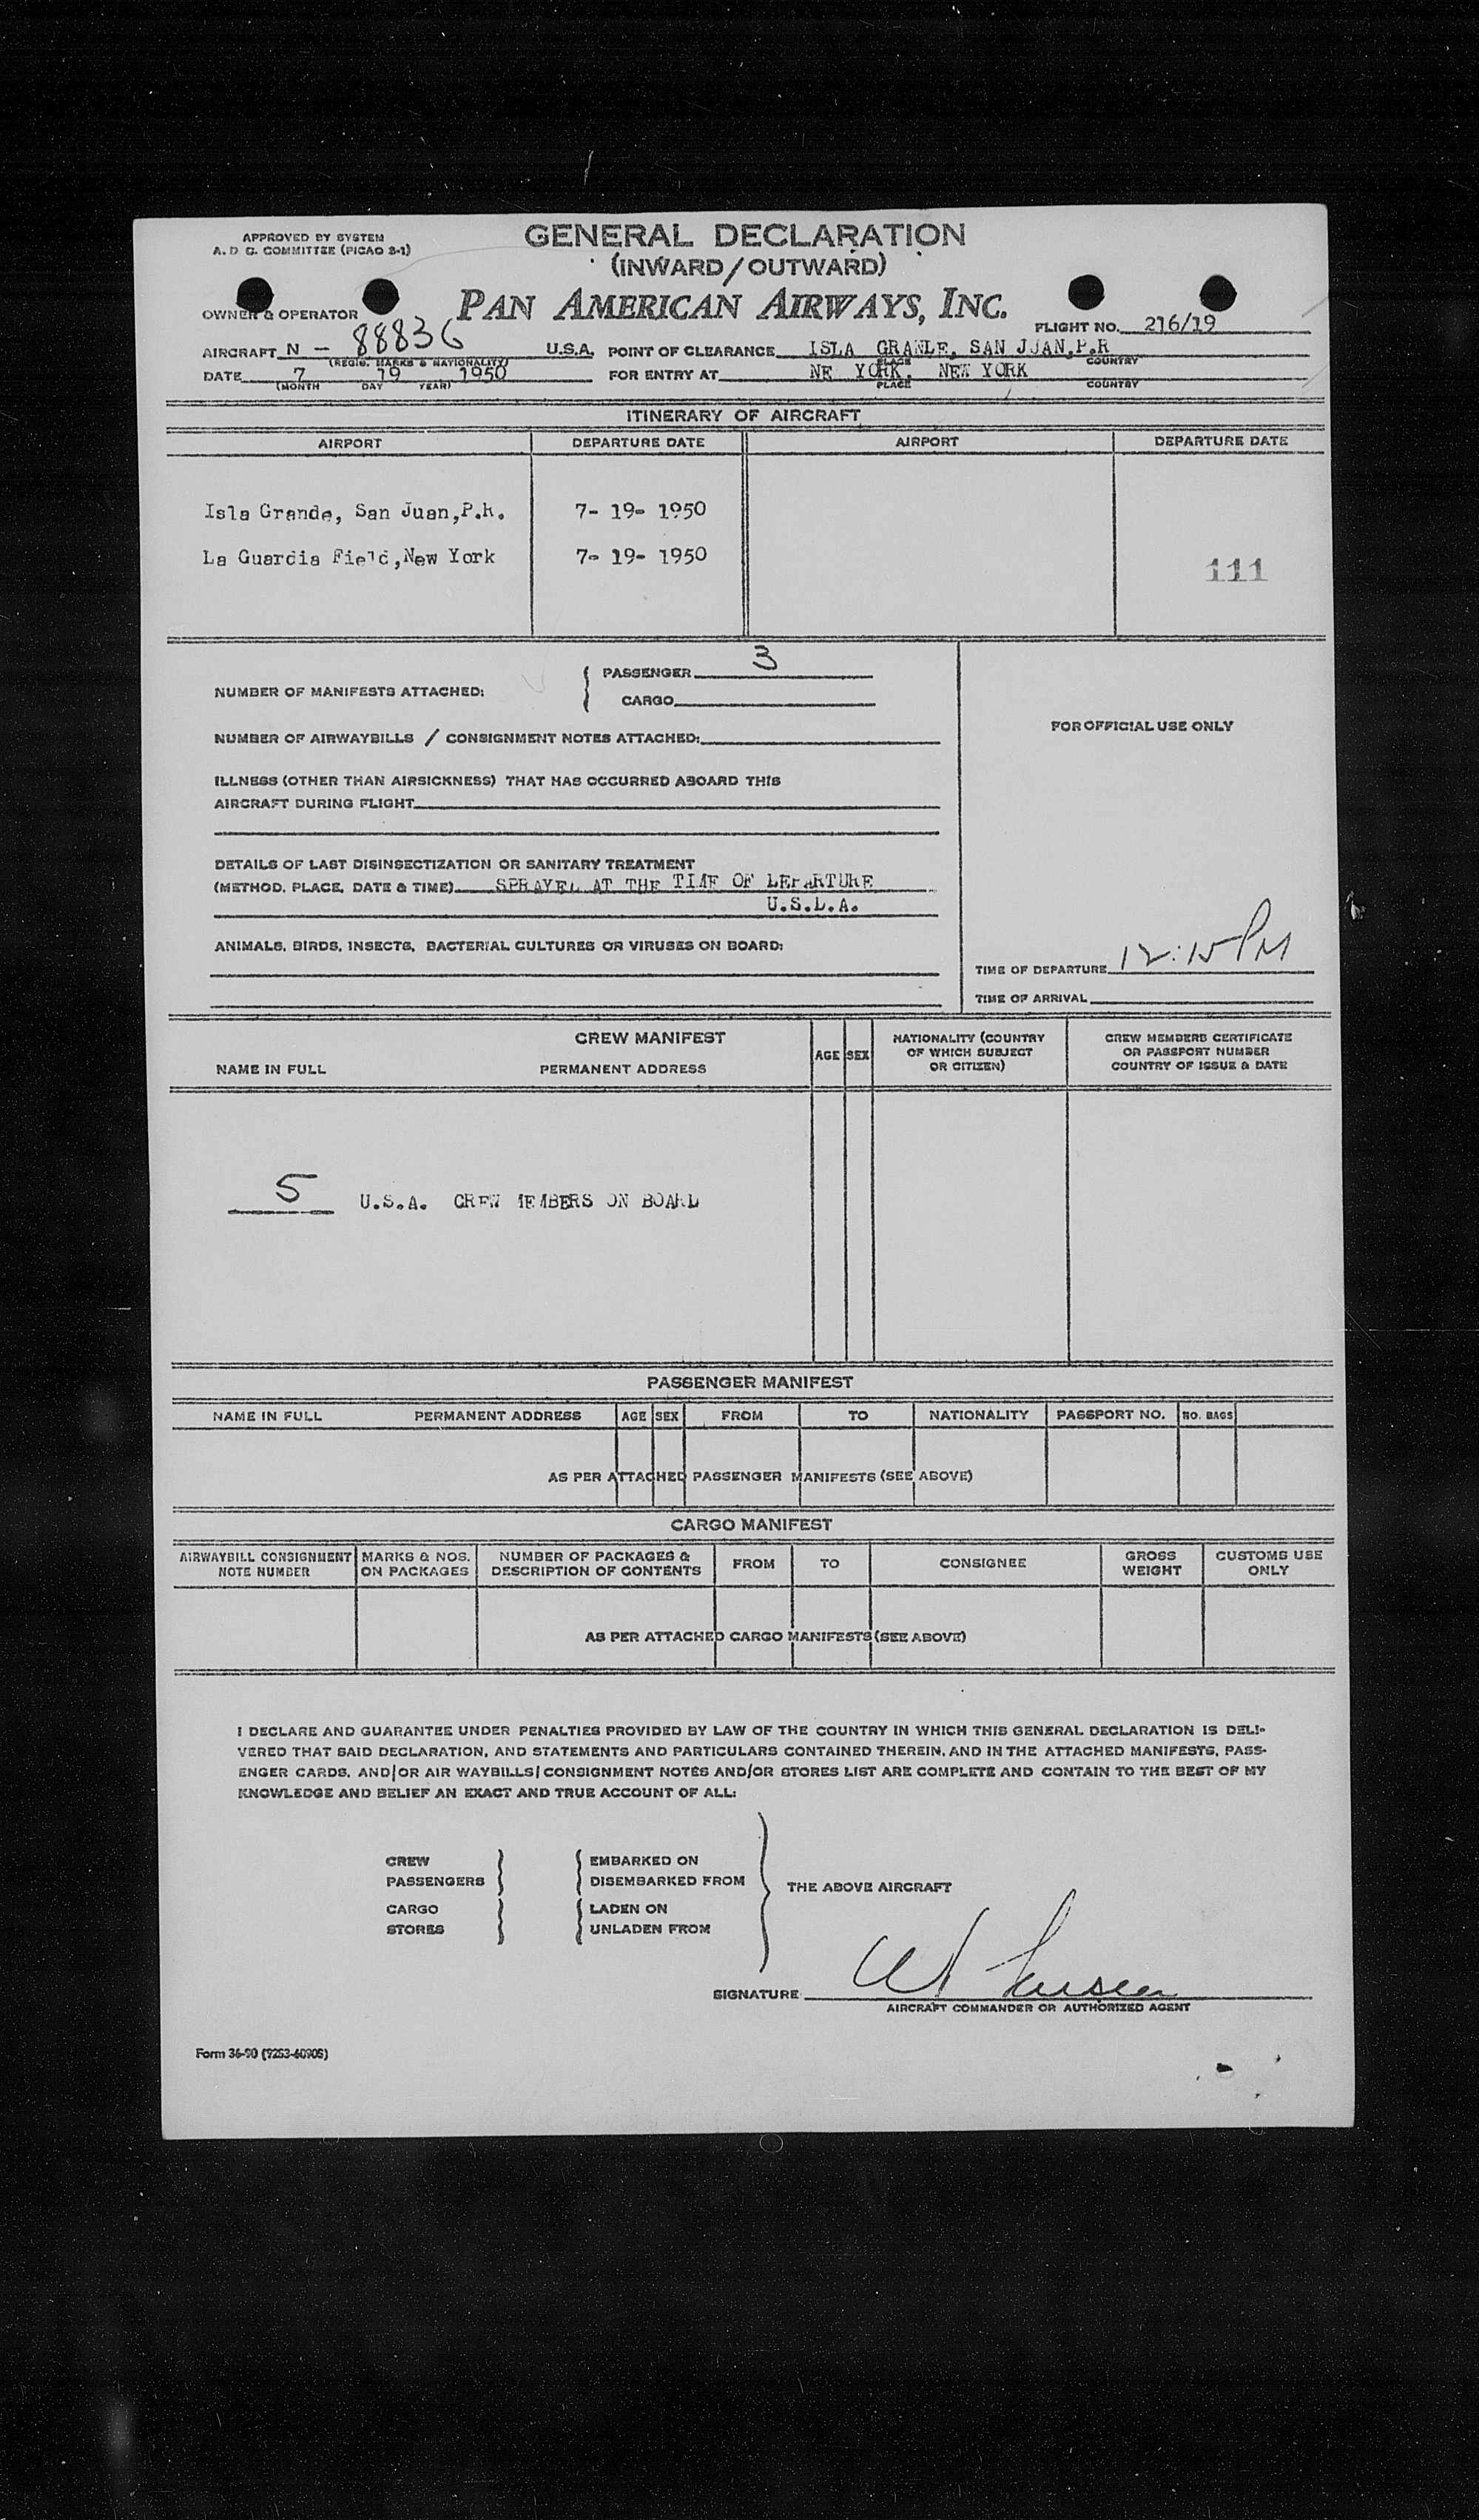 APPROVED BY SYSTEM
A. D C. COMMITTEE (PICAO 8-1)
GENERAL DECLARATION
(INWARD/OUTWARD)
OWNER & OPERATOR
PAN AMERICAN AIRWAYS, INC.
FLIGHT NO. 216/19
AIRCRAFT N - 88836 U.S.A. POINT OF CLEARANCE ISLA GRANLE, SAN JUAN,P.R
(REGIS. MARKS & NATIONALITY) PLACE COUNTRY
DATE 7 19 1950 FOR ENTRY AT NE YORK, NEW YORK
(MONTH DAY YEAR) PLACE COUNTRY
ITINERARY OF AIRCRAFT
AIRPORT DEPARTURE DATE AIRPORT DEPARTURE DATE
Isla Grande, San Juan,P.R. 7- 19- 1950
La Guardia Field,New York 7- 19- 1950
111
NUMBER OF MANIFESTS ATTACHED: { PASSENGER 3
CARGO
FOR OFFICIAL USE ONLY
NUMBER OF AIRWAYBILLS / CONSIGNMENT NOTES ATTACHED:
ILLNESS (OTHER THAN AIRSICKNESS) THAT HAS OCCURRED ABOARD THIS
AIRCRAFT DURING FLIGHT
DETAILS OF LAST DISINSECTIZATION OR SANITARY TREATMENT
(METHOD, PLACE, DATE & TIME) SPRAYEL AT THE TIME OF LEPARTURE
U.S.L.A.
ANIMALS, BIRDS, INSECTS, BACTERIAL CULTURES OR VIRUSES ON BOARD:
TIME OF DEPARTURE 12:15 PM
TIME OF ARRIVAL
CREW MANIFEST
NAME IN FULL PERMANENT ADDRESS AGE SEX
NATIONALITY (COUNTRY
OF WHICH SUBJECT
OR CITIZEN)
CREW MEMBERS CERTIFICATE
OR PASSPORT NUMBER
COUNTRY OF ISSUE & DATE
5 U.S.A. CREW MEMBERS ON BOARD
PASSENGER MANIFEST
NAME IN FULL PERMANENT ADDRESS AGE SEX FROM TO NATIONALITY PASSPORT NO. NO. BAGS
AS PER ATTACHED PASSENGER MANIFESTS (SEE ABOVE)
CARGO MANIFEST
AIRWAYBILL CONSIGNMENT
NOTE NUMBER
MARKS & NOS.
ON PACKAGES
NUMBER OF PACKAGES &
DESCRIPTION OF CONTENTS
FROM TO CONSIGNEE
GROSS
WEIGHT
CUSTOMS USE
ONLY
AS PER ATTACHED CARGO MANIFESTS (SEE ABOVE)
I DECLARE AND GUARANTEE UNDER PENALTIES PROVIDED BY LAW OF THE COUNTRY IN WHICH THIS GENERAL DECLARATION IS DELI-
VERED THAT SAID DECLARATION, AND STATEMENTS AND PARTICULARS CONTAINED THEREIN, AND IN THE ATTACHED MANIFESTS, PASS-
ENGER CARDS, AND/OR AIR WAYBILLS/CONSIGNMENT NOTES AND/OR STORES LIST ARE COMPLETE AND CONTAIN TO THE BEST OF MY
KNOWLEDGE AND BELIEF AN EXACT AND TRUE ACCOUNT OF ALL:
CREW } { EMBARKED ON
PASSENGERS } { DISEMBARKED FROM
THE ABOVE AIRCRAFT
CARGO } { LADEN ON
STORES } { UNLADEN FROM
SIGNATURE
AIRCRAFT COMMANDER OR AUTHORIZED AGENT
Form 36-90 (9253-6090S)